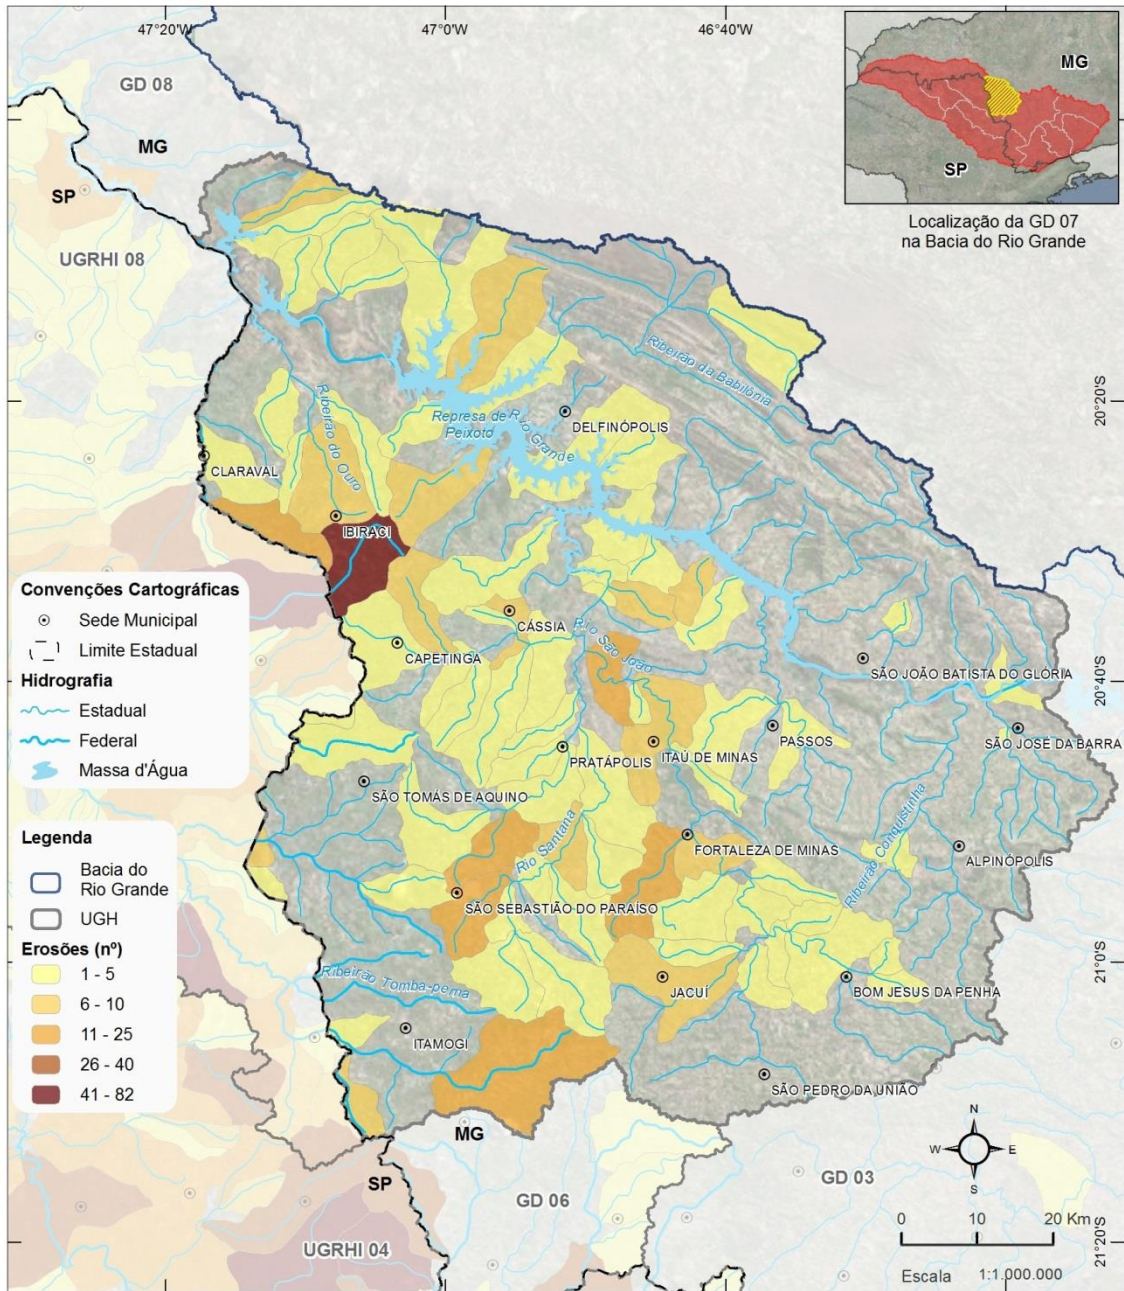 47°20'W
47°0'W
46°40'W
GD 08
MG
SP
UGRHI 08
MG
SP
Localização da GD 07
na Bacia do Rio Grande
Ribeirão da Babilônia
20°20'S
Ribeirão do Ouro
Represa de
Peixoto
Rio Grande
DELFINÓPOLIS
CLARAVAL
IBIRACI
Convenções Cartográficas
Sede Municipal
Limite Estadual
Hidrografia
Estadual
Federal
Massa d'Água
CÁSSIA
CAPETINGA
Rio São João
SÃO JOÃO BATISTA DO GLÓRIA
20°40'S
PASSOS
SÃO JOSÉ DA BARRA
PRATÁPOLIS
ITAÚ DE MINAS
SÃO TOMÁS DE AQUINO
Legenda
Bacia do
Rio Grande
UGH
Erosões (nº)
1 - 5
6 - 10
11 - 25
26 - 40
41 - 82
Rio Santana
FORTALEZA DE MINAS
Ribeirão Conquistinha
ALPINÓPOLIS
SÃO SEBASTIÃO DO PARAÍSO
21°0'S
Ribeirão Tomba-perna
JACUÍ
BOM JESUS DA PENHA
ITAMOGI
SÃO PEDRO DA UNIÃO
MG
SP
GD 06
GD 03
UGRHI 04
N
W
E
S
0 10 20 Km
Escala 1:1.000.000
21°20'S